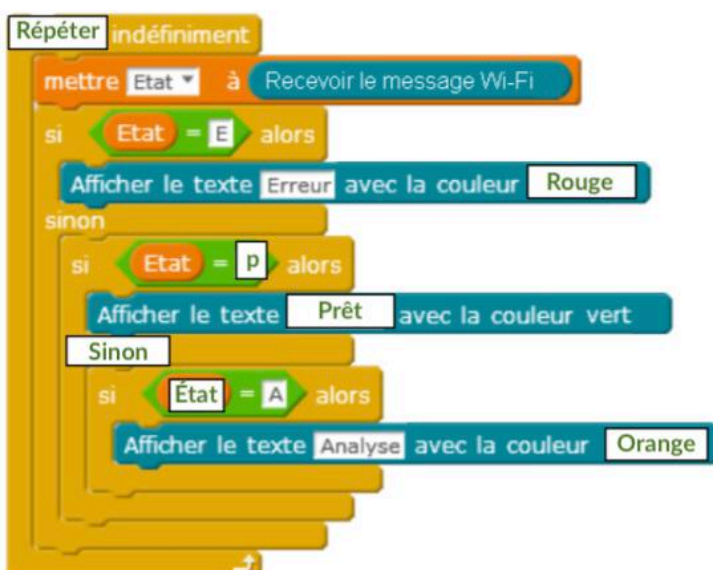 Répéter indéfiniment
mettre Etat à Recevoir le message Wi-Fi
si Etat = E alors
Afficher le texte Erreur avec la couleur Rouge
sinon
si Etat = p alors
Afficher le texte Prêt avec la couleur vert
Sinon
si État = A alors
Afficher le texte Analyse avec la couleur Orange